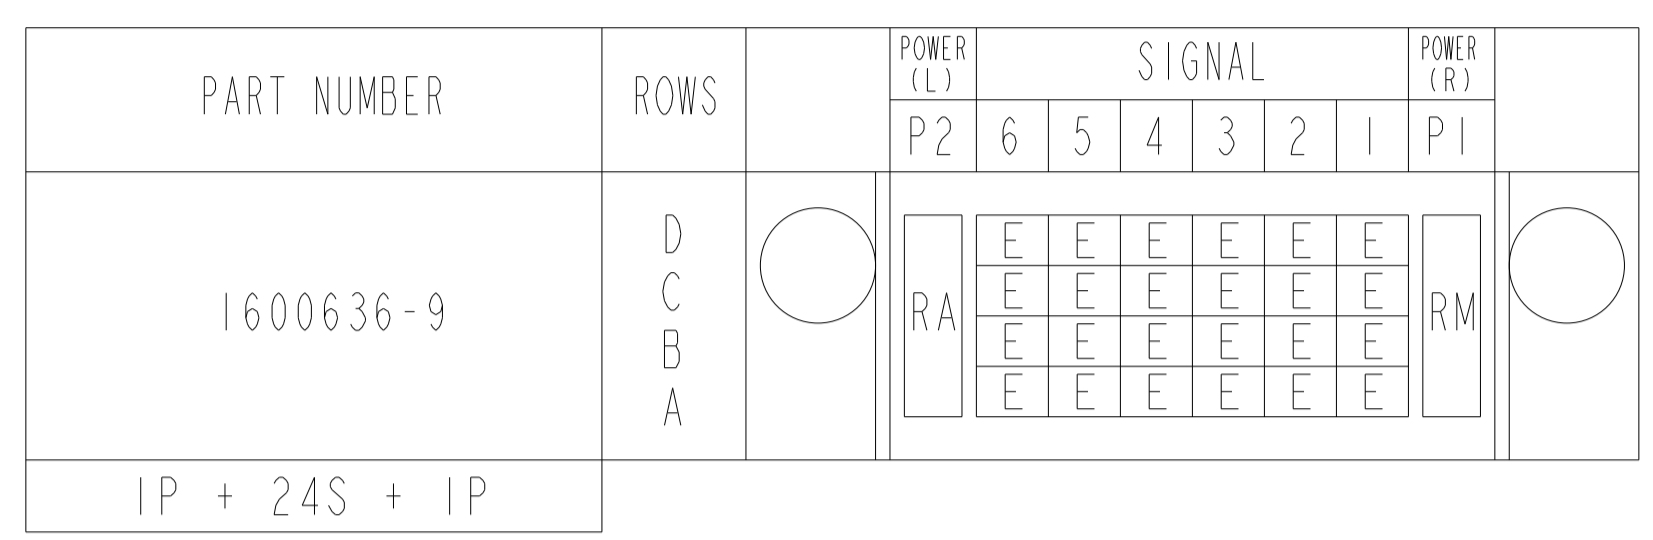 PART NUMBER ROWS POWER (L) SIGNAL POWER (R)
P2 6 5 4 3 2 1 P1
1600636-9
D E E E E E E
C E E E E E E
RA RM
B E E E E E E
A E E E E E E
1P + 24S + 1P